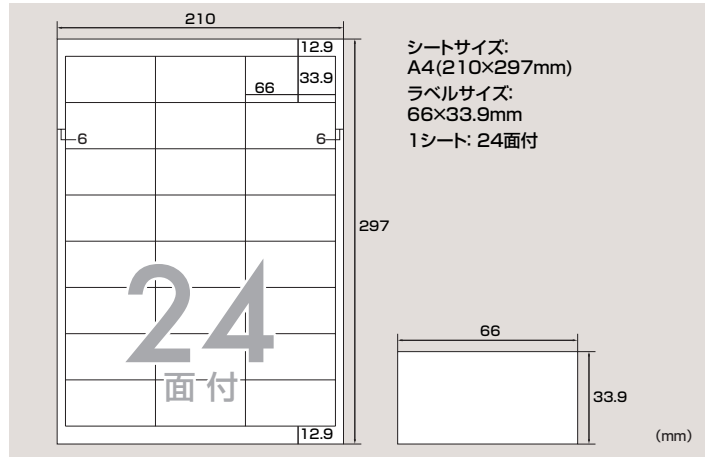 210
12.9
33.9
66
6
6
297
24
面付
12.9
シートサイズ:
A4(210×297mm)
ラベルサイズ:
66×33.9mm
1シート: 24面付
66
33.9
(mm)